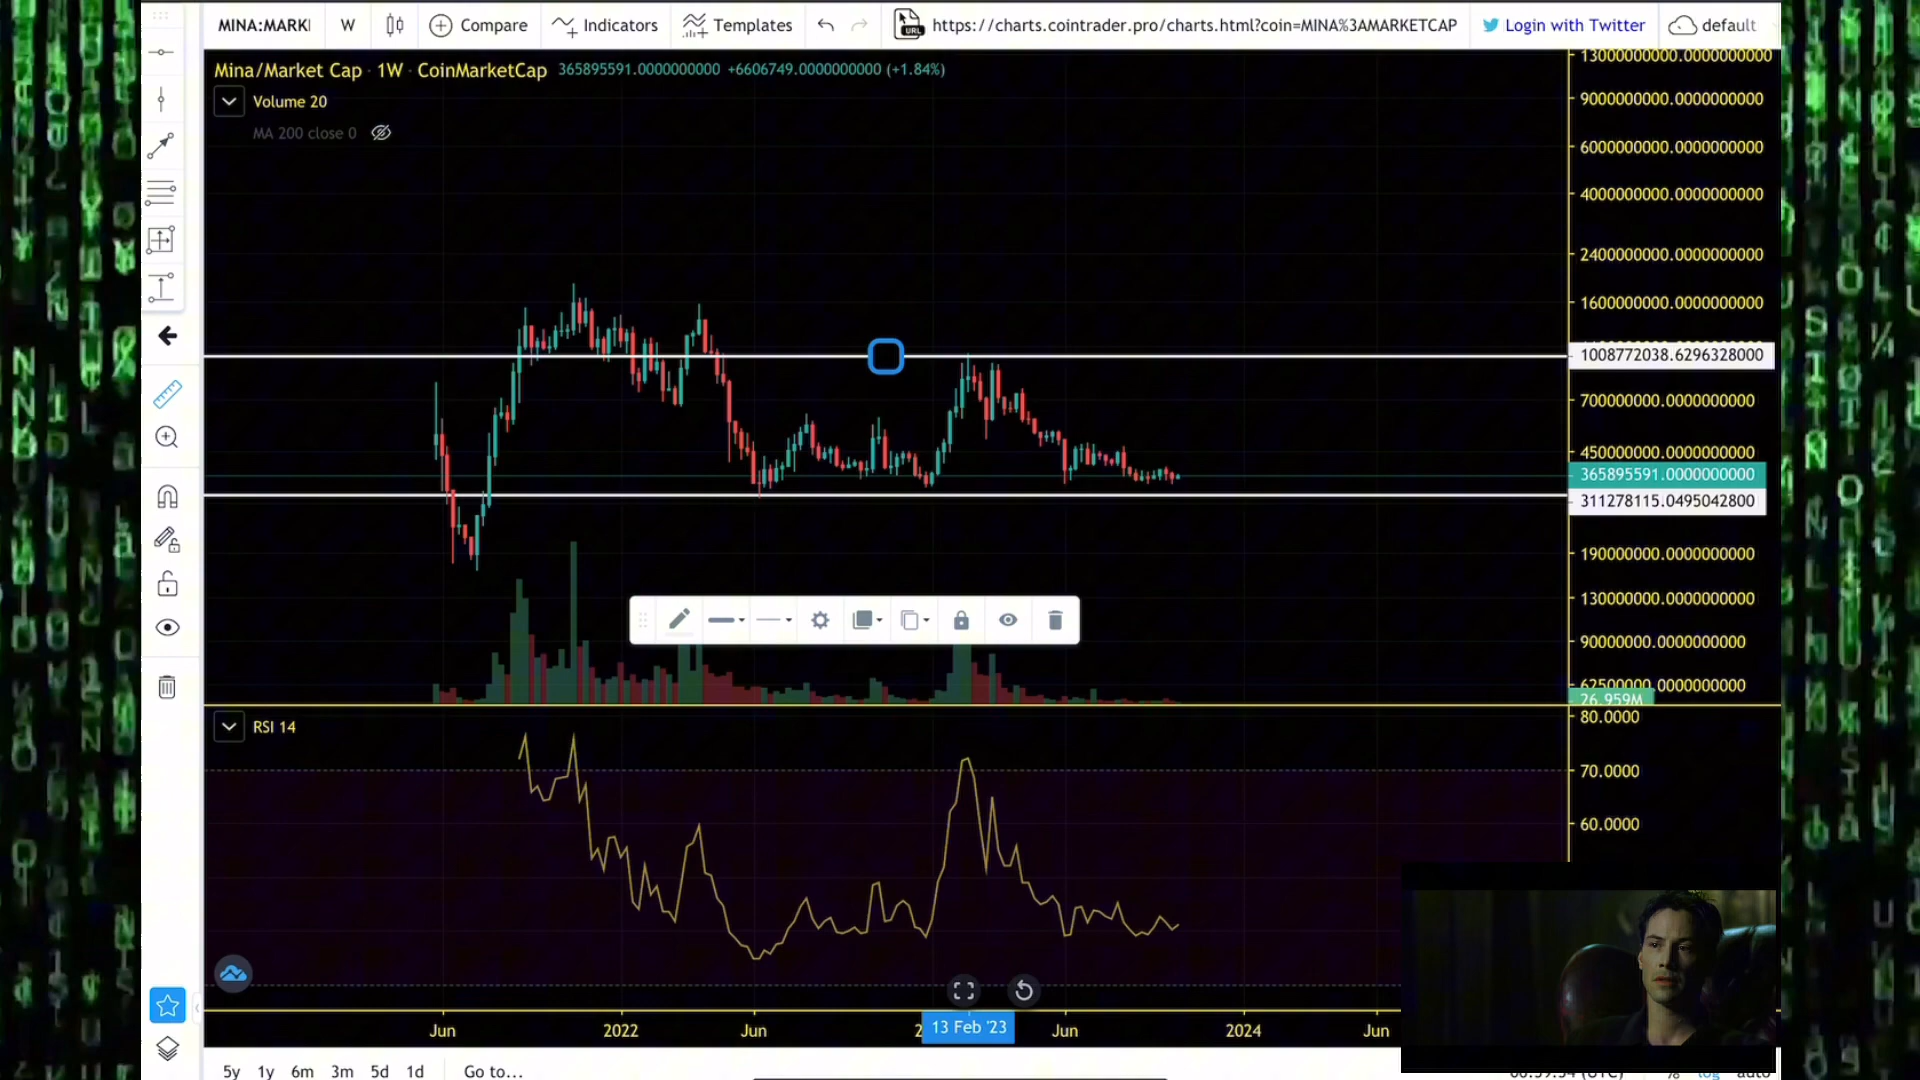 MINA:MARK
W
Compare
Indicators
Templates
URL
https://charts.cointrader.pro/charts.html?coin=MINA%3AMARKETCAP
Login with Twitter
default
Mina/Market Cap · 1W · CoinMarketCap 365895591.0000000000 +6606749.0000000000 (+1.84%)
Volume 20
MA 200 close 0
13000000000.0000000000
9000000000.0000000000
6000000000.0000000000
4000000000.0000000000
2400000000.0000000000
1600000000.0000000000
1008772038.6296328000
700000000.0000000000
450000000.0000000000
365895591.0000000000
311278115.0495042800
190000000.0000000000
130000000.0000000000
90000000.0000000000
62500000.0000000000
26.959M
RSI 14
80.0000
70.0000
60.0000
Jun
2022
Jun
13 Feb '23
Jun
2024
Jun
5y 1y 6m 3m 5d 1d Go to...
% log auto